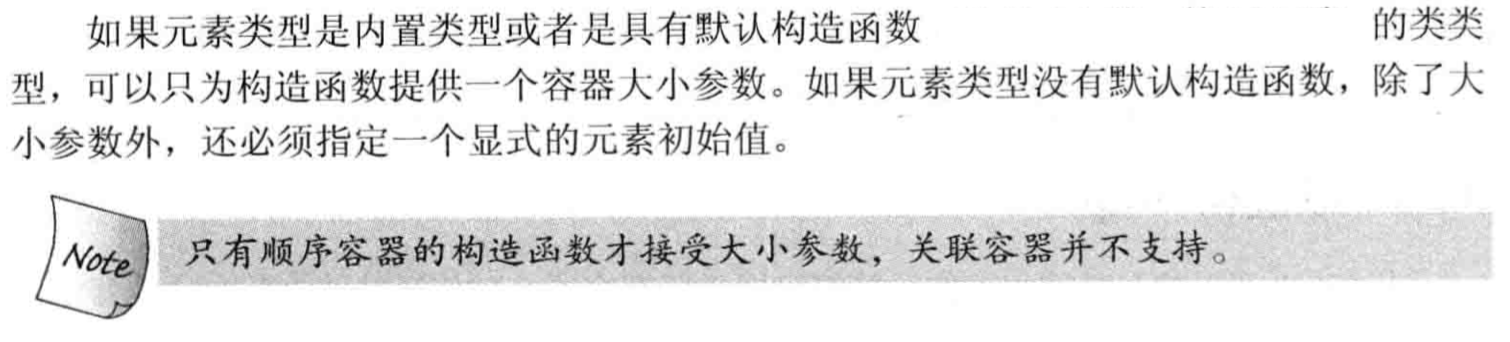 如果元素类型是内置类型或者是具有默认构造函数 的类类
型，可以只为构造函数提供一个容器大小参数。如果元素类型没有默认构造函数，除了大
小参数外，还必须指定一个显式的元素初始值。
Note 只有顺序容器的构造函数才接受大小参数，关联容器并不支持。